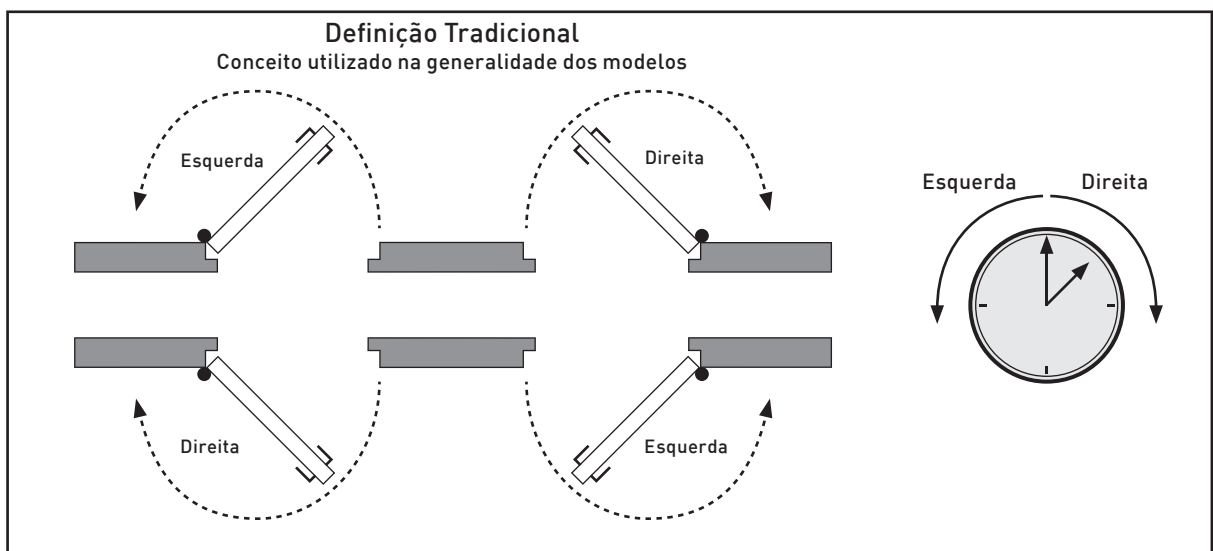 Definição Tradicional
Conceito utilizado na generalidade dos modelos
Esquerda
Direita
Esquerda
Direita
Direita
Esquerda